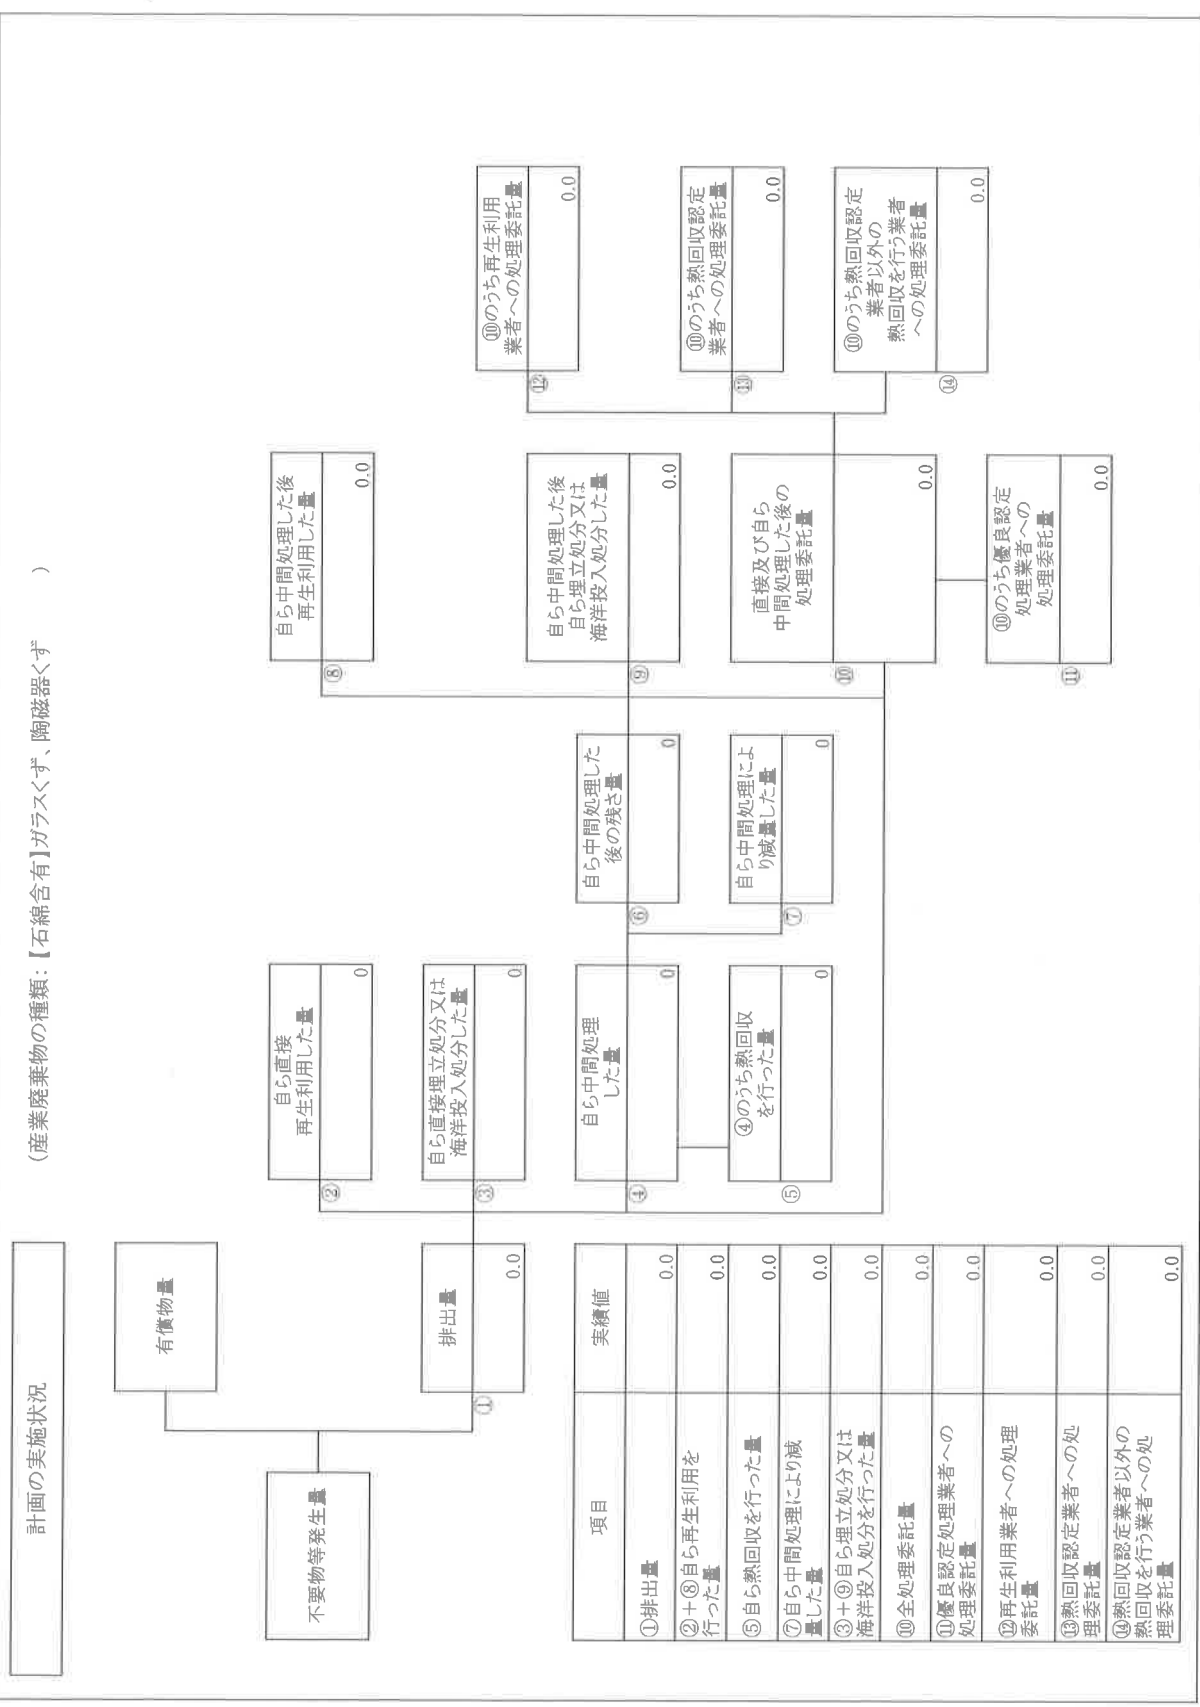 計画の実施状況
（産業廃棄物の種類：【石綿含有】ガラスくず、陶磁器くず　　　　）
不要物等発生量
有償物量
①
排出量
0.0
②
自ら直接
再生利用した量
0
③
自ら直接埋立処分又は
海洋投入処分した量
0
④
自ら中間処理
した量
0
⑤
④のうち熱回収
を行った量
0
⑥
自ら中間処理した
後の残さ量
0
⑦
自ら中間処理によ
り減量した量
0
⑧
自ら中間処理した後
再生利用した量
0.0
⑨
自ら中間処理した後
自ら埋立処分又は
海洋投入処分した量
0.0
⑩
直接及び自ら
中間処理した後の
処理委託量
0.0
⑪
⑩のうち優良認定
処理業者への
処理委託量
0.0
⑫
⑩のうち再生利用
業者への処理委託量
0.0
⑬
⑩のうち熱回収認定
業者への処理委託量
0.0
⑭
⑩のうち熱回収認定
業者以外の
熱回収を行う業者
への処理委託量
0.0
項目 実績値
①排出量 0.0
②＋⑧自ら再生利用を
行った量 0.0
⑤自ら熱回収を行った量 0.0
⑦自ら中間処理により減
量した量 0.0
③＋⑨自ら埋立処分又は
海洋投入処分を行った量 0.0
⑩全処理委託量 0.0
⑪優良認定処理業者への
処理委託量 0.0
⑫再生利用業者への処理
委託量 0.0
⑬熱回収認定業者への処
理委託量 0.0
⑭熱回収認定業者以外の
熱回収を行う業者への処
理委託量 0.0